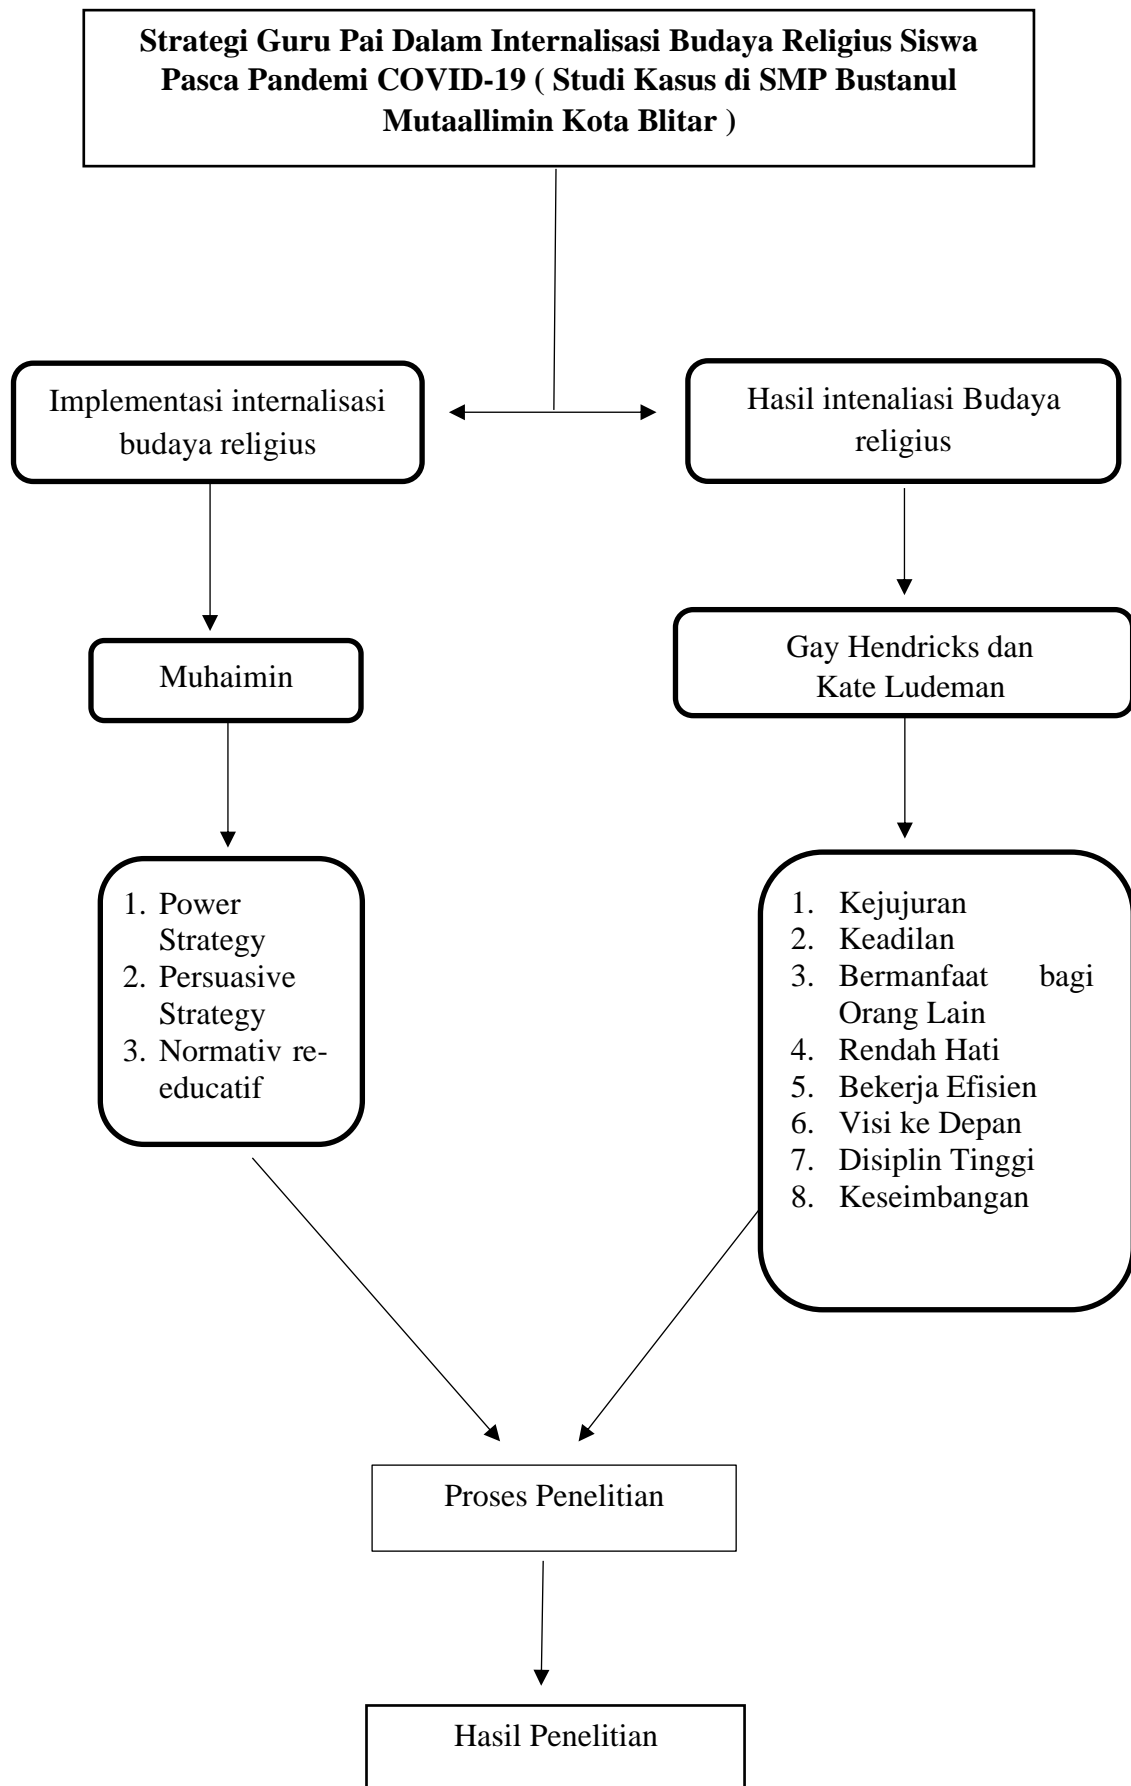 Strategi Guru Pai Dalam Internalisasi Budaya Religius Siswa
Pasca Pandemi COVID-19 ( Studi Kasus di SMP Bustanul
Mutaallimin Kota Blitar )
Implementasi internalisasi
budaya religius
Hasil intenaliasi Budaya
religius
Muhaimin
Gay Hendricks dan
Kate Ludeman
1. Power
Strategy
2. Persuasive
Strategy
3. Normativ re-
educatif
1. Kejujuran
2. Keadilan
3. Bermanfaat bagi
Orang Lain
4. Rendah Hati
5. Bekerja Efisien
6. Visi ke Depan
7. Disiplin Tinggi
8. Keseimbangan
Proses Penelitian
Hasil Penelitian